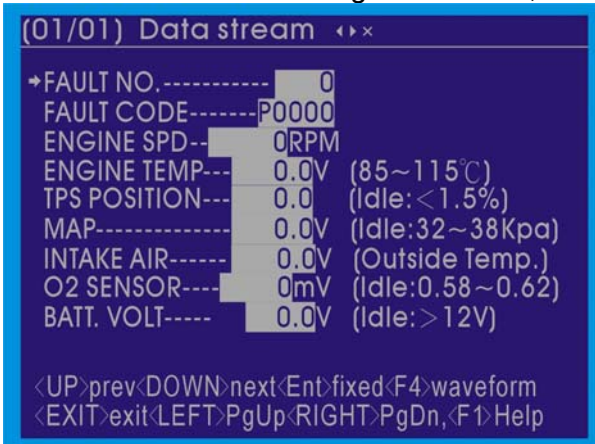 (01/01) Data stream ◂▸×
➔FAULT NO.----------- 0
FAULT CODE-------P0000
ENGINE SPD-- 0RPM
ENGINE TEMP--- 0.0V (85~115℃)
TPS POSITION--- 0.0 (Idle:<1.5%)
MAP-------------- 0.0V (Idle:32~38Kpa)
INTAKE AIR------ 0.0V (Outside Temp.)
O2 SENSOR---- 0mV (Idle:0.58~0.62)
BATT. VOLT----- 0.0V (Idle:>12V)
<UP>prev<DOWN>next<Ent>fixed<F4>waveform
<EXIT>exit<LEFT>PgUp<RIGHT>PgDn,<F1>Help